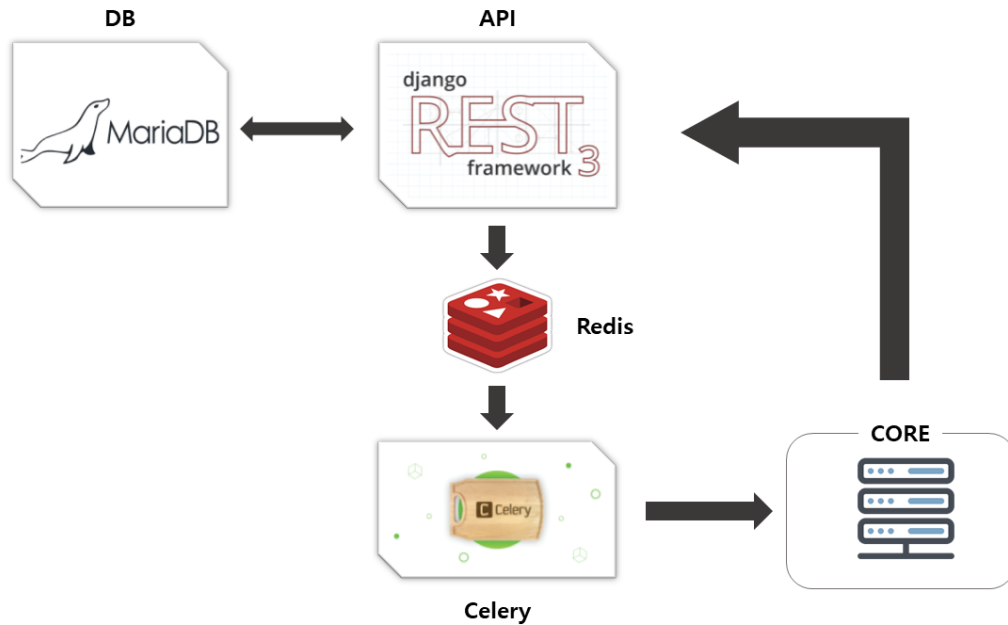 DB
API
MariaDB
django
REST
framework 3
Redis
CORE
C Celery
Celery